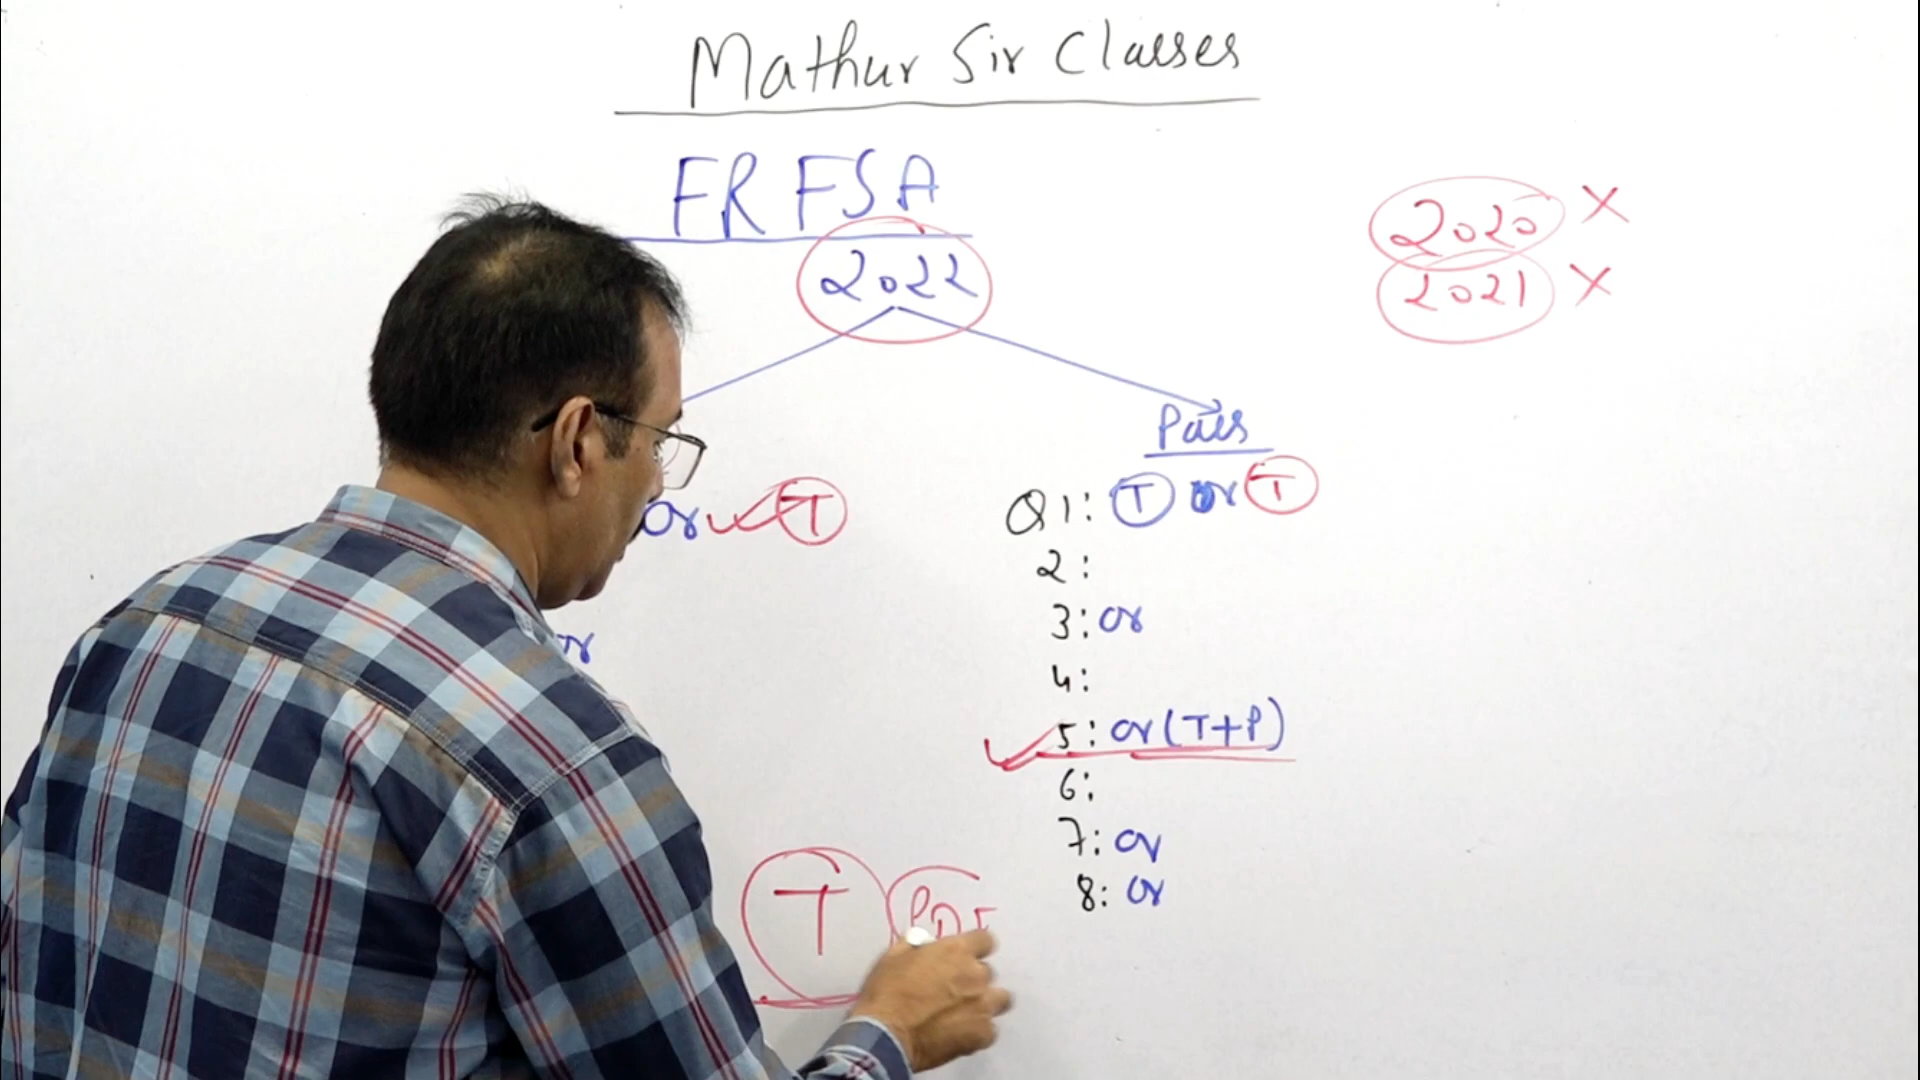 Mathur Sir Classes
FR FSA
2022
2020 X
2021 X
Pass
or T
Q1: T or T
2:
3: or
4:
5: or (T+P)
6:
7: or
8: or
T PDF